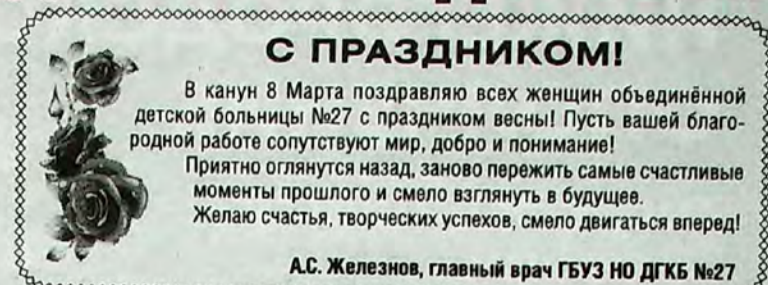 С ПРАЗДНИКОМ!
В канун 8 Марта поздравляю всех женщин объединённой
детской больницы №27 с праздником весны! Пусть вашей благо-
родной работе сопутствуют мир, добро и понимание!
Приятно оглянутся назад, заново пережить самые счастливые
моменты прошлого и смело взглянуть в будущее.
Желаю счастья, творческих успехов, смело двигаться вперед!
А.С. Железнов, главный врач ГБУЗ НО ДГКБ №27